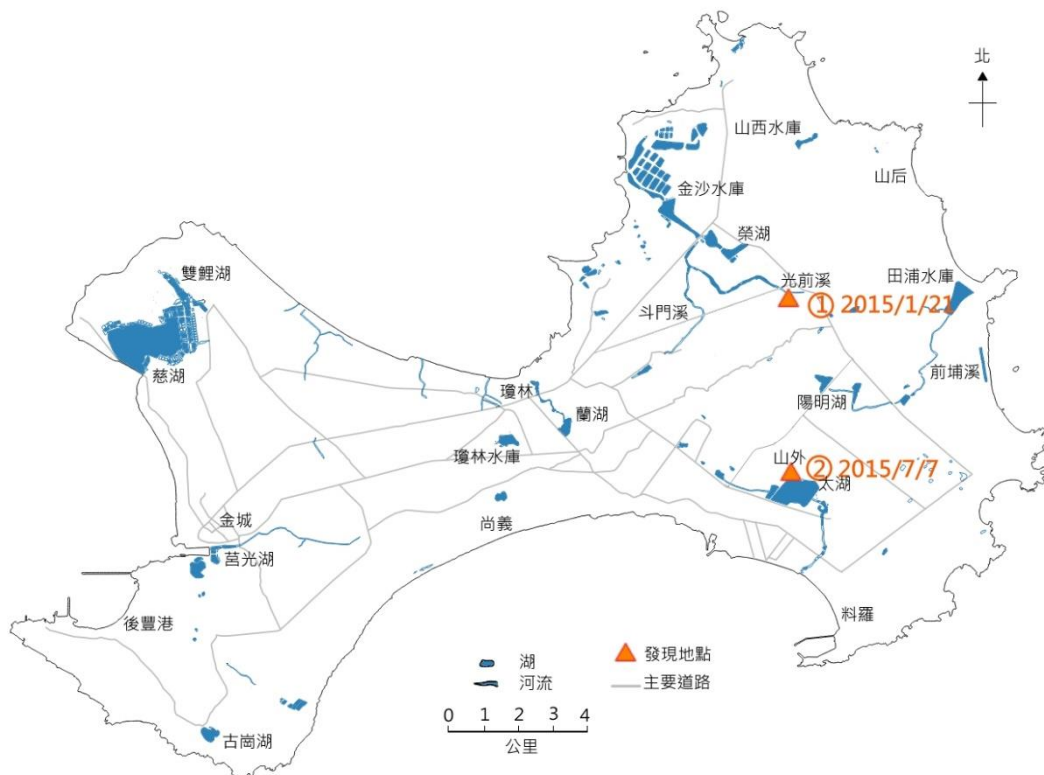 北
山西水庫
山后
金沙水庫
榮湖
雙鯉湖
光前溪
田浦水庫
① 2015/1/21
斗門溪
前埔溪
慈湖
瓊林
陽明湖
蘭湖
山外
瓊林水庫
② 2015/7/7
太湖
金城
尚義
莒光湖
後豐港
料羅
湖
發現地點
河流
主要道路
0 1 2 3 4
公里
古崗湖